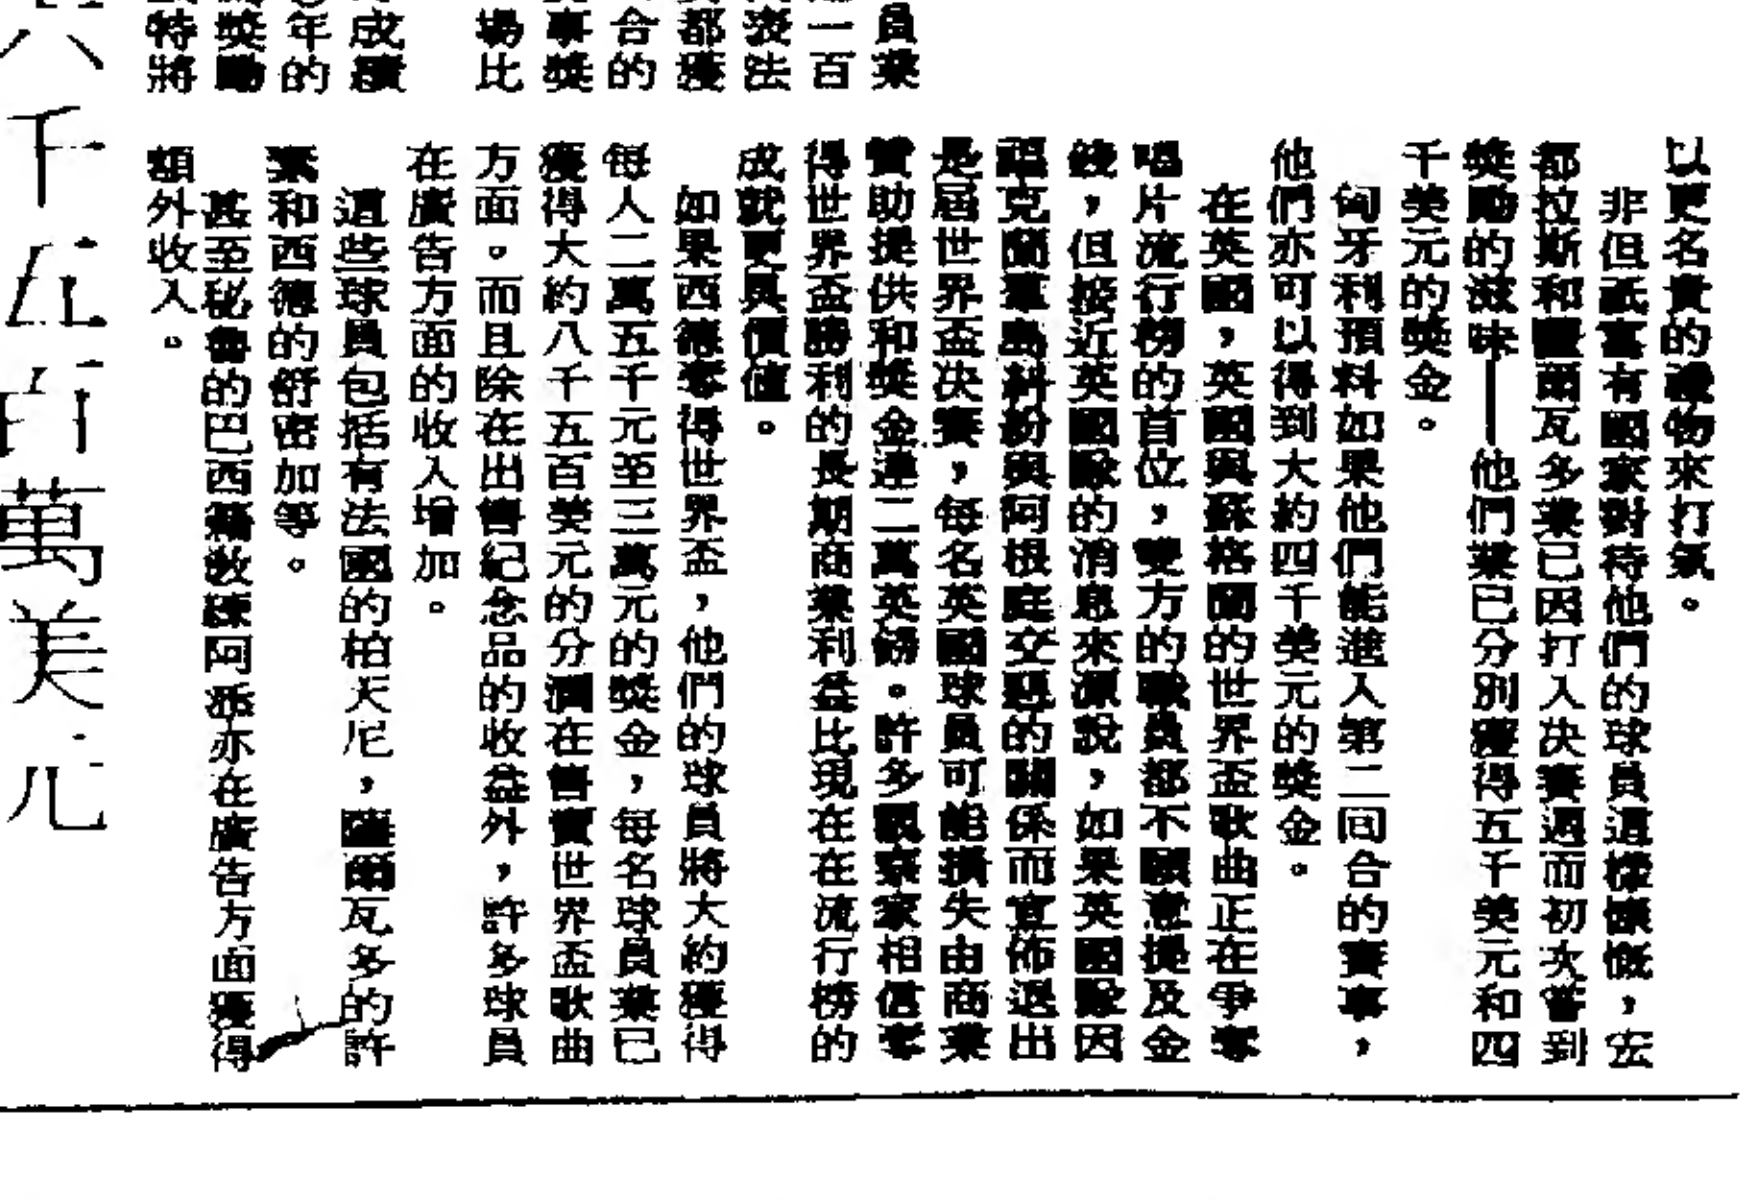 員業
一百
表法
都獲
合的
事獎
場比
成績
年的
獎勵
特將
以更名貴的禮物來打氣。
非但祇富有國家對待他們的球員這樣慷慨，宏
都拉斯和薩爾瓦多業已因打入決賽週而初次嘗到
獎勵的滋味——他們業已分別獲得五千美元和四
千美元的獎金。
匈牙利預料如果他們能進入第二囘合的賽事，
他們亦可以得到大約四千美元的獎金。
在英國，英國與蘇格蘭的世界盃歌曲正在爭奪
唱片流行榜的首位，雙方的職員都不願意提及金
錢，但接近英國隊的消息來源說，如果英國隊因
福克蘭羣島糾紛與阿根庭交惡的關係而宣佈退出
是屆世界盃決賽，每名英國球員可能損失由商業
贊助提供和獎金達二萬英鎊。許多觀察家相信奪
得世界盃勝利的長期商業利益比現在在流行榜的
成就更具價值。
如果西德奪得世界盃，他們的球員將大約獲得
每人二萬五千元至三萬元的獎金，每名球員業已
獲得大約八千五百美元的分潤在售賣世界盃歌曲
方面。而且除在出售紀念品的收益外，許多球員
在廣告方面的收入增加。
這些球員包括有法國的柏天尼，薩爾瓦多的許
和西德的舒密加等。
甚至秘魯的巴西籍敎練阿派亦在廣告方面獲得
額外收入。
六千五百萬美元